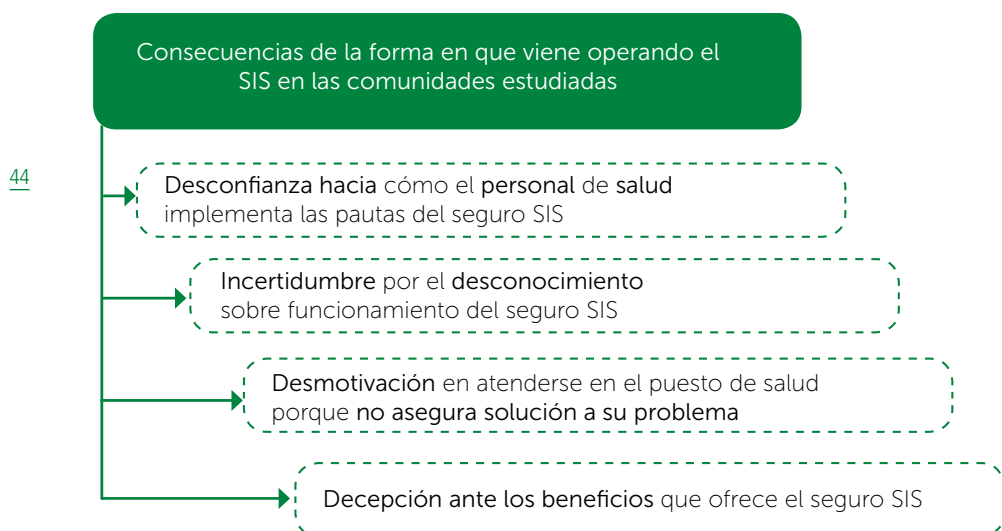 Consecuencias de la forma en que viene operando el
SIS en las comunidades estudiadas
44
Desconfianza hacia cómo el personal de salud
implementa las pautas del seguro SIS
Incertidumbre por el desconocimiento
sobre funcionamiento del seguro SIS
Desmotivación en atenderse en el puesto de salud
porque no asegura solución a su problema
Decepción ante los beneficios que ofrece el seguro SIS